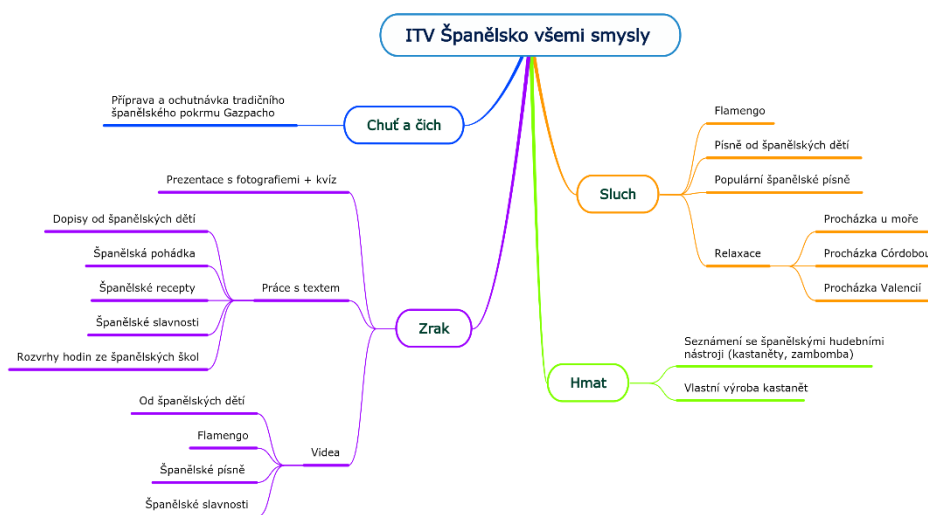 ITV Španělsko všemi smysly
Chuť a čich
Příprava a ochutnávka tradičního
španělského pokrmu Gazpacho
Zrak
Prezentace s fotografiemi + kvíz
Práce s textem
Dopisy od španělských dětí
Španělská pohádka
Španělské recepty
Španělské slavnosti
Rozvrhy hodin ze španělských škol
Videa
Od španělských dětí
Flamengo
Španělské písně
Španělské slavnosti
Sluch
Flamengo
Písně od španělských dětí
Populární španělské písně
Relaxace
Procházka u moře
Procházka Córdobou
Procházka Valencií
Hmat
Seznámení se španělskými hudebními
nástroji (kastaněty, zambomba)
Vlastní výroba kastanět